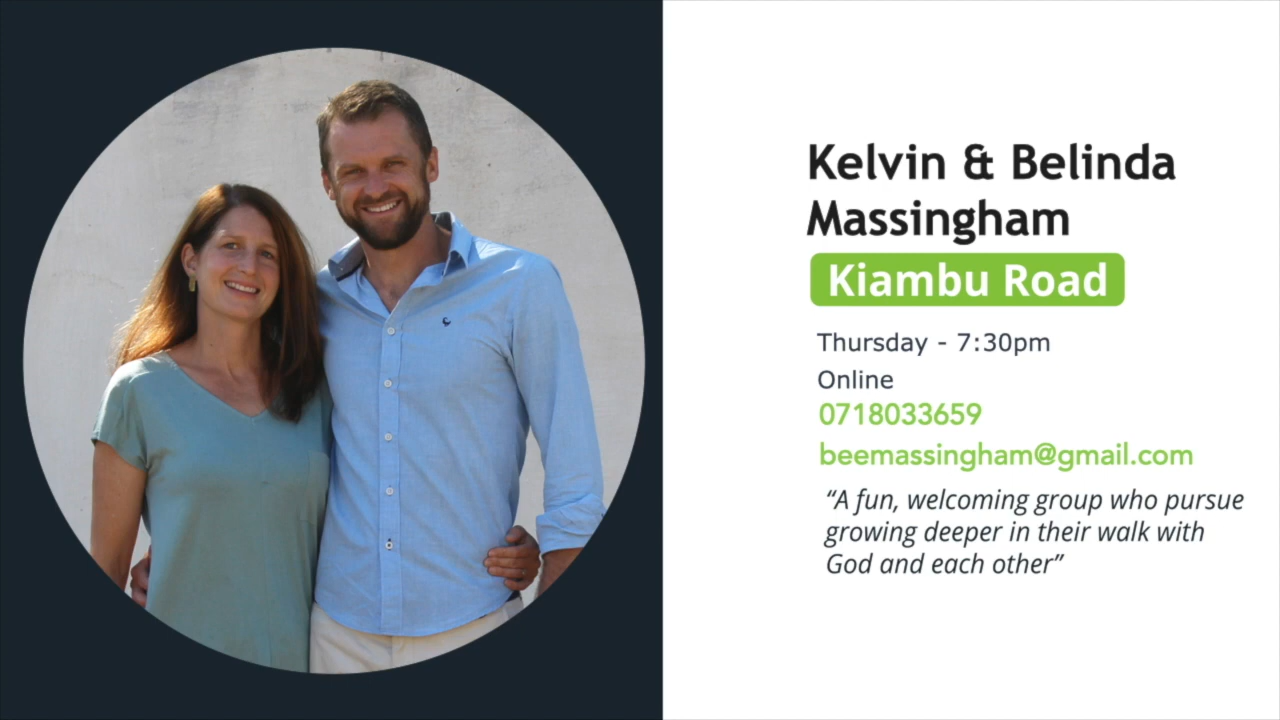 Kelvin & Belinda
Massingham
Kiambu Road
Thursday - 7:30pm
Online
0718033659
beemassingham@gmail.com
“A fun, welcoming group who pursue
growing deeper in their walk with
God and each other”